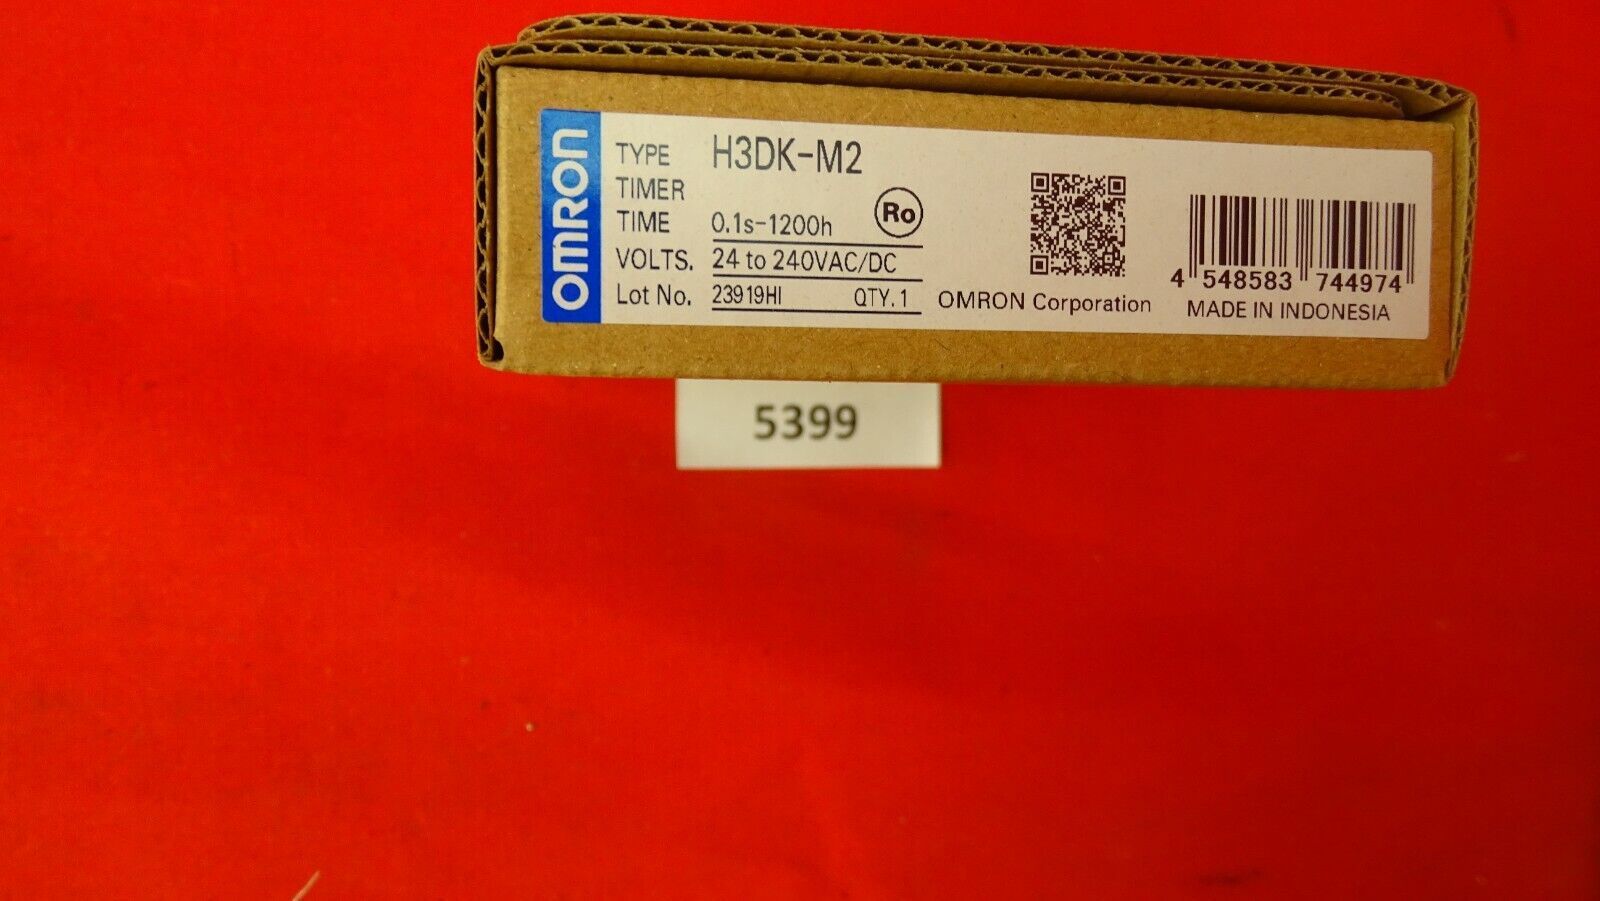 OMRON
TYPE H3DK-M2
TIMER
TIME 0.1s-1200h
Ro
VOLTS. 24 to 240VAC/DC
Lot No. 23919HI QTY.1
OMRON Corporation
4 548583 744974
MADE IN INDONESIA
5399